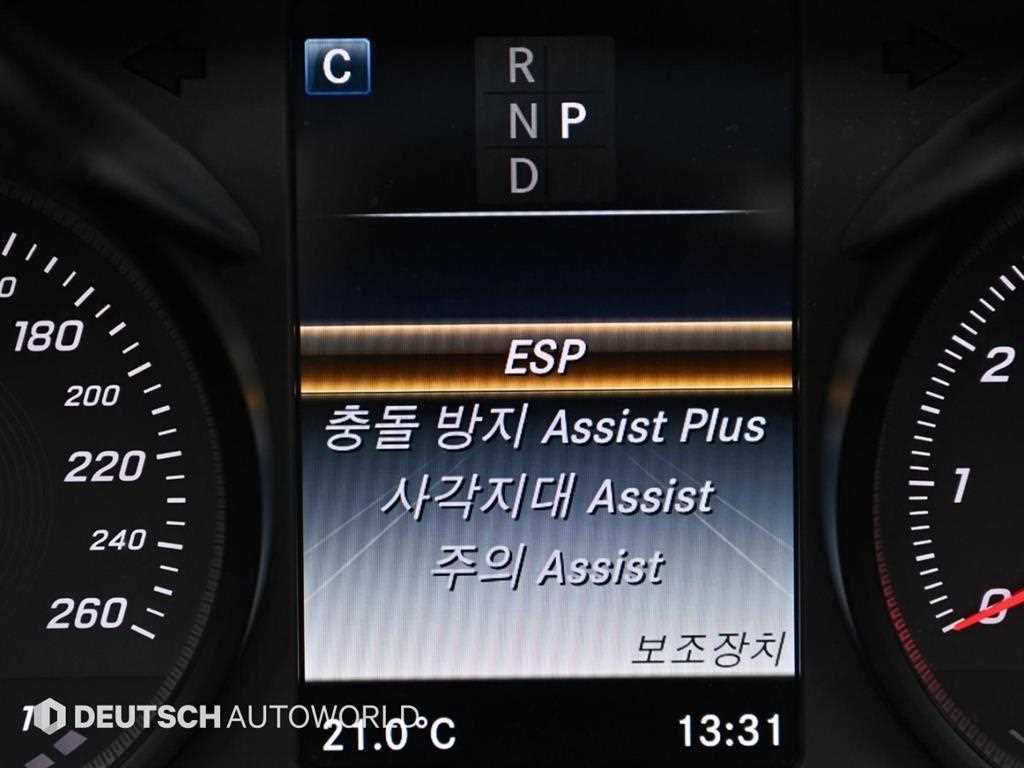 C
R
N P
D
180
200
220
240
260
ESP
충돌 방지 Assist Plus
사각지대 Assist
주의 Assist
보조장치
2
1
0
DEUTSCH AUTOWORLD
21.0°C
13:31